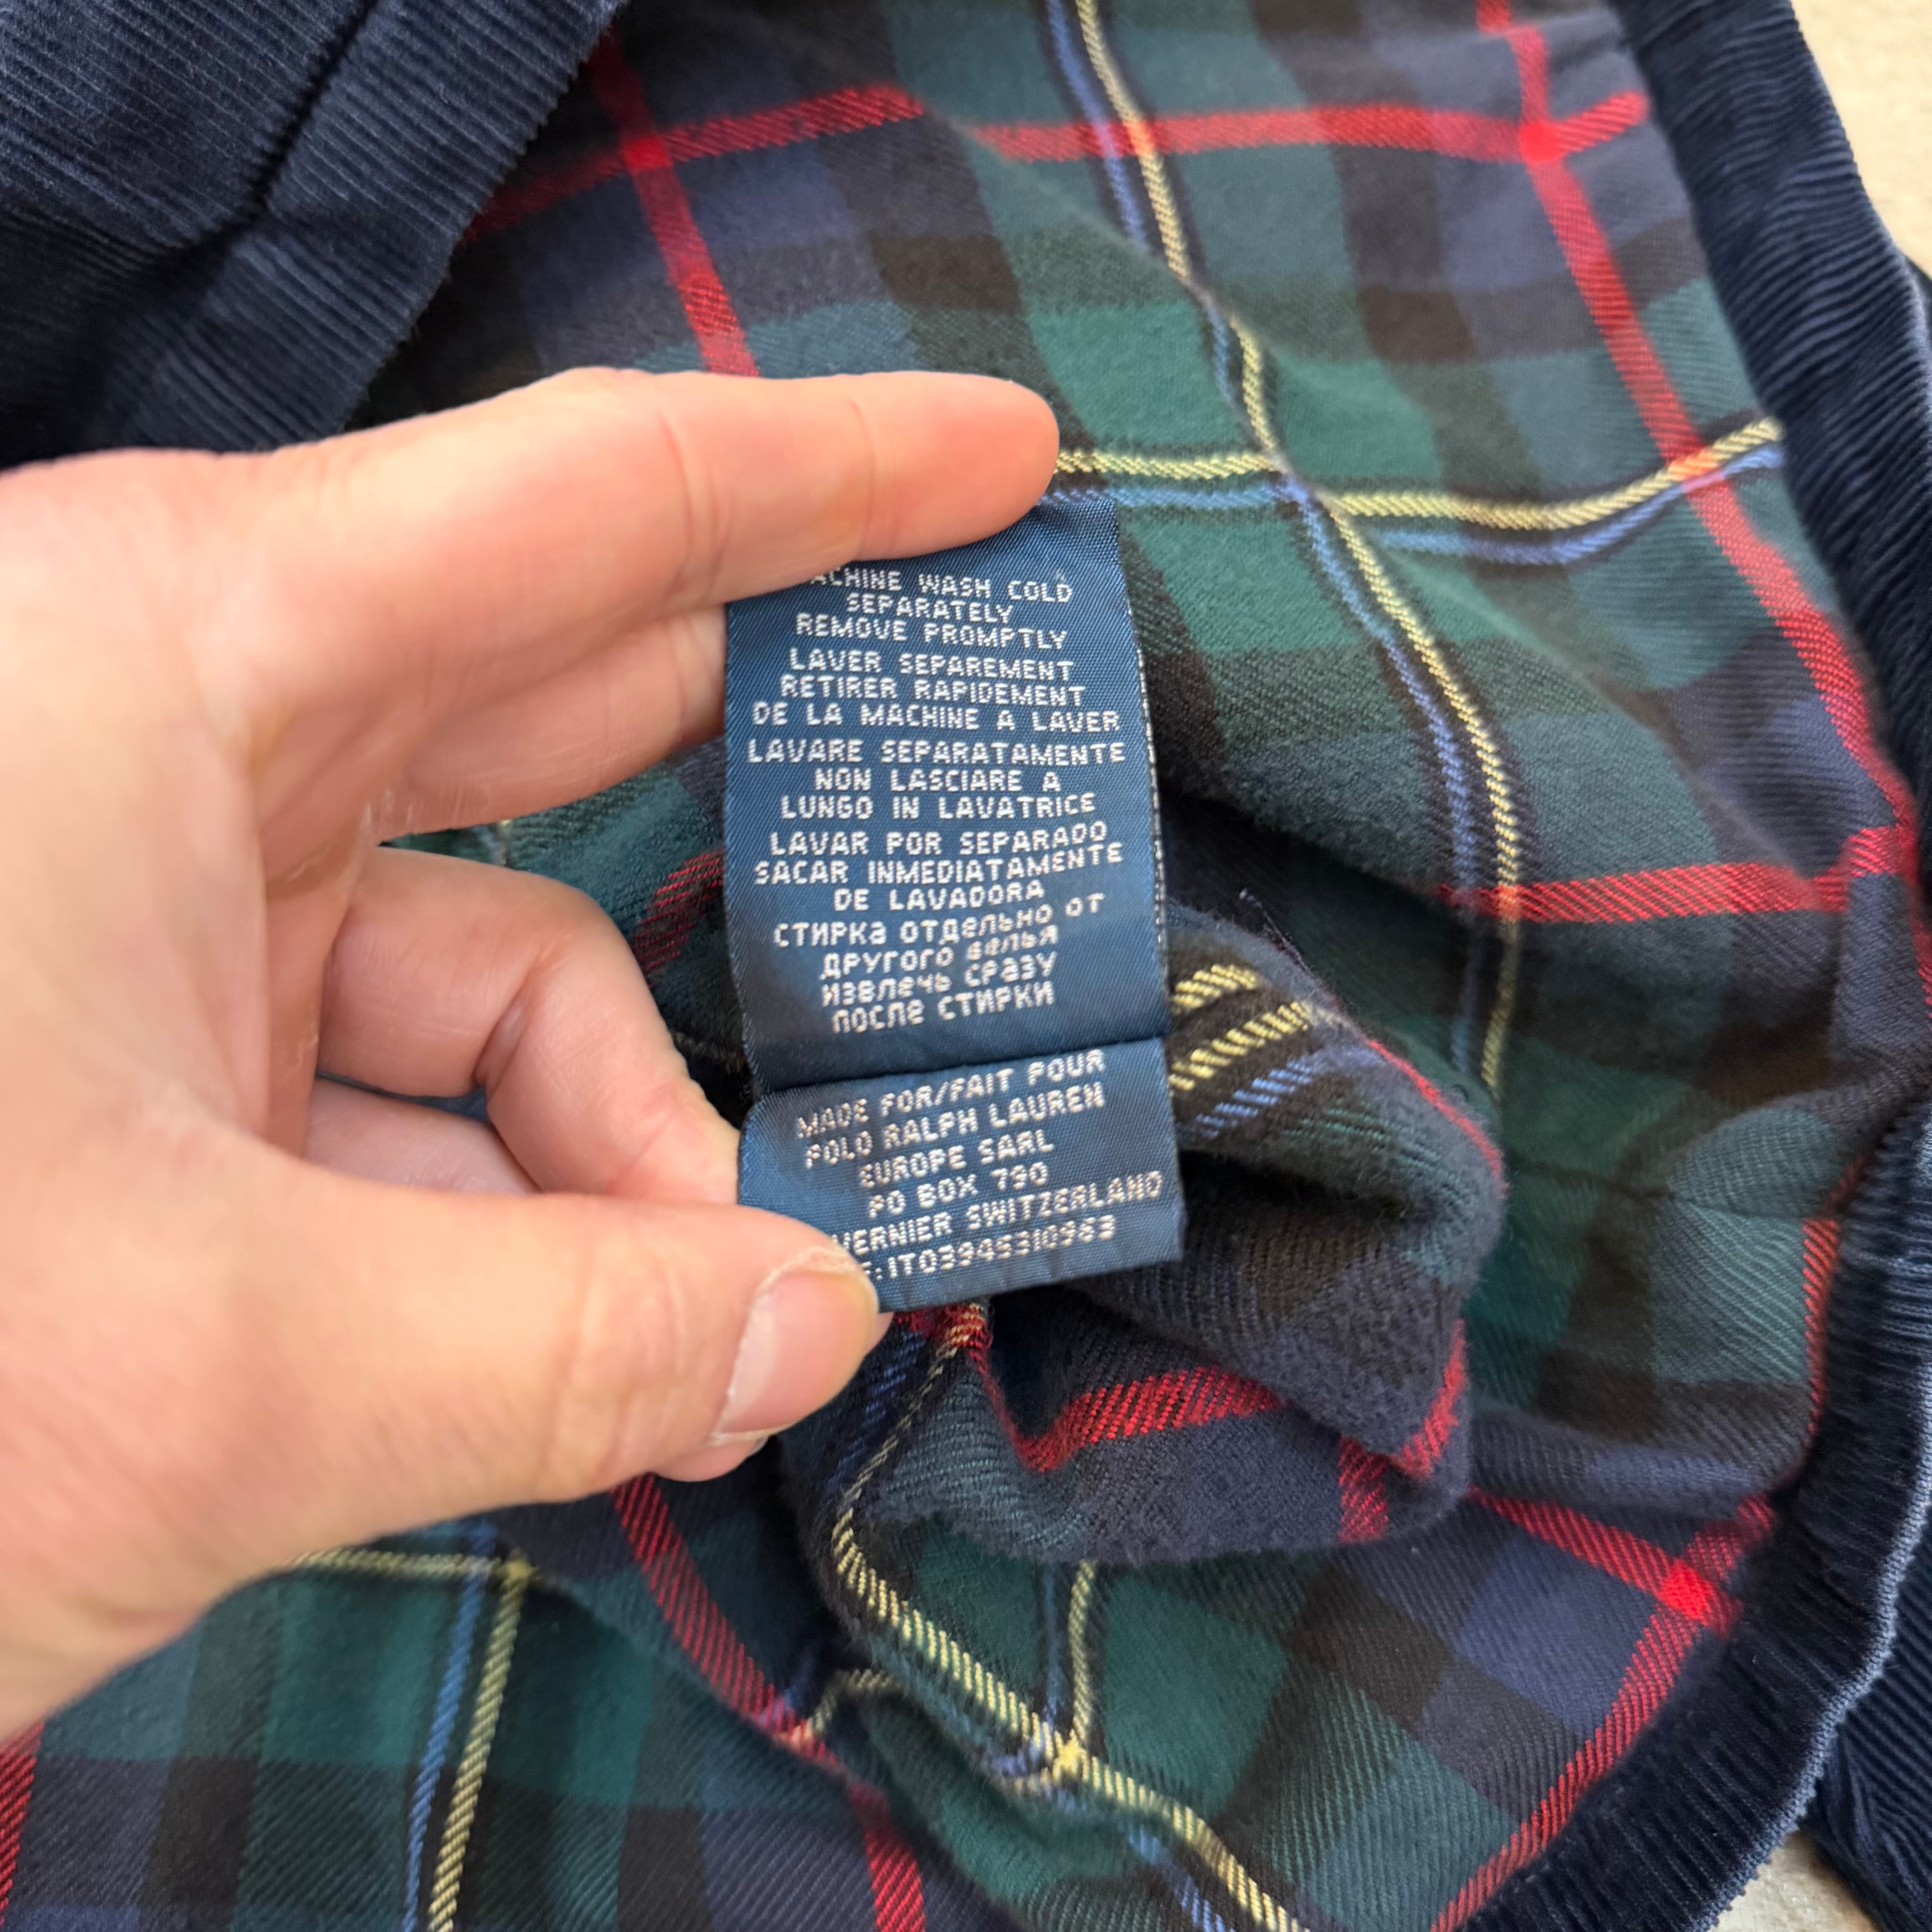 ACHINE WASH COLD
SEPARATELY
REMOVE PROMPTLY
LAVER SEPAREMENT
RETIRER RAPIDEMENT
DE LA MACHINE A LAVER
LAVARE SEPARATAMENTE
NON LASCIARE A
LUNGO IN LAVATRICE
LAVAR POR SEPARADO
SACAR INMEDIATAMENTE
DE LAVADORA
СТИРКа ОТДельНО ОТ
ДРУГОГО белья
Извлечь СРазУ
После СТИРКИ
MADE FOR/FAIT POUR
POLO RALPH LAUREN
EUROPE SARL
PO BOX 790
VERNIER SWITZERLAND
:IT03945310963